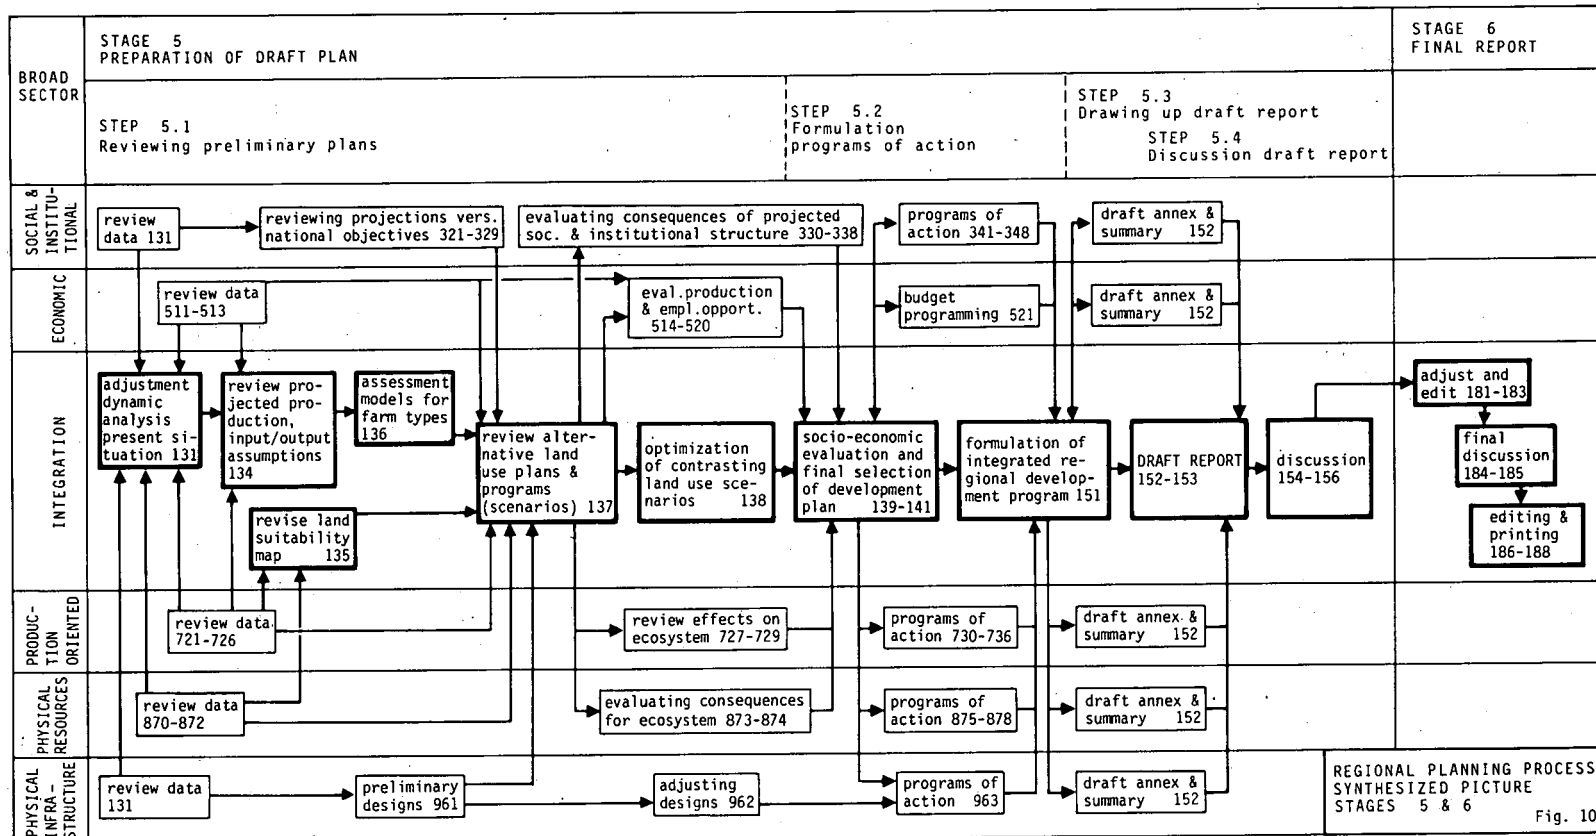 STAGE 5
PREPARATION OF DRAFT PLAN
STAGE 6
FINAL REPORT
BROAD
SECTOR
STEP 5.1
Reviewing preliminary plans
STEP 5.2
Formulation
programs of action
STEP 5.3
Drawing up draft report
STEP 5.4
Discussion draft report
SOCIAL &
INSTITU-
TIONAL
review
data 131
reviewing projections vers.
national objectives 321-329
evaluating consequences of projected
soc. & institutional structure 330-338
programs of
action 341-348
draft annex &
summary 152
ECONOMIC
review data
511-513
eval.production
& empl.opport.
514-520
budget
programming 521
draft annex &
summary 152
INTEGRATION
adjustment
dynamic
analysis
present si-
tuation 131
review pro-
jected pro-
duction,
input/output
assumptions
134
assessment
models for
farm types
136
revise land
suitability
map 135
review alter-
native land
use plans &
programs
(scenarios) 137
optimization
of contrasting
land use sce-
narios 138
socio-economic
evaluation and
final selection
of development
plan 139-141
formulation of
integrated re-
gional develop-
ment program 151
DRAFT REPORT
152-153
discussion
154-156
adjust and
edit 181-183
final
discussion
184-185
editing &
printing
186-188
PRODUC-
TION
ORIENTED
review data
721-726
review effects on
ecosystem 727-729
programs of
action 730-736
draft annex &
summary 152
PHYSICAL
RESOURCES
review data
870-872
evaluating consequences
for ecosystem 873-874
programs of
action 875-878
draft annex &
summary 152
PHYSICAL
INFRA-
STRUCTURE
review data
131
preliminary
designs 961
adjusting
designs 962
programs of
action 963
draft annex &
summary 152
REGIONAL PLANNING PROCESS
SYNTHESIZED PICTURE
STAGES 5 & 6
Fig. 10